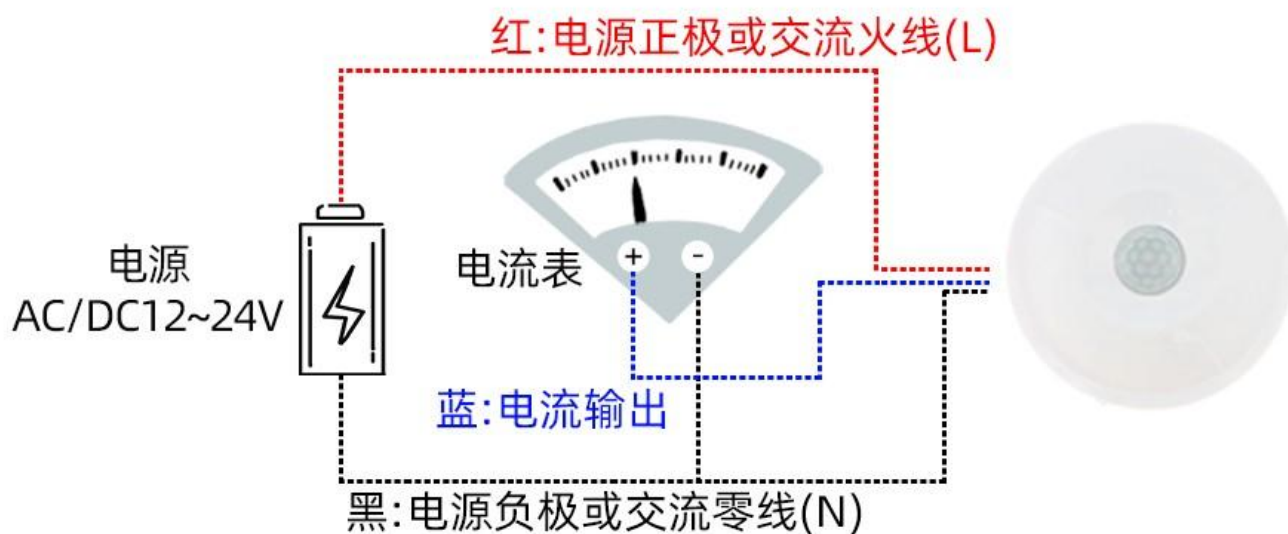 红:电源正极或交流火线(L)
电源
AC/DC12~24V
电流表
+ -
蓝:电流输出
黑:电源负极或交流零线(N)